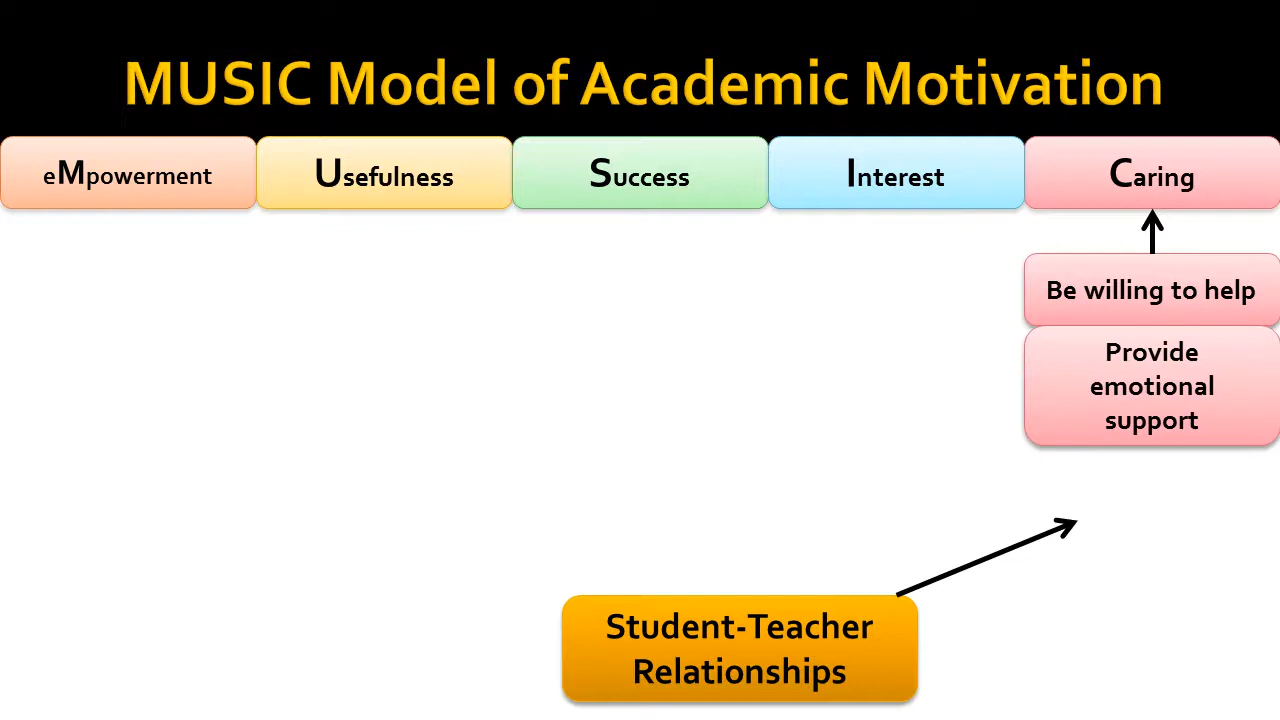 MUSIC Model of Academic Motivation
eMpowerment
Usefulness
Success
Interest
Caring
Be willing to help
Provide
emotional
support
Student-Teacher
Relationships